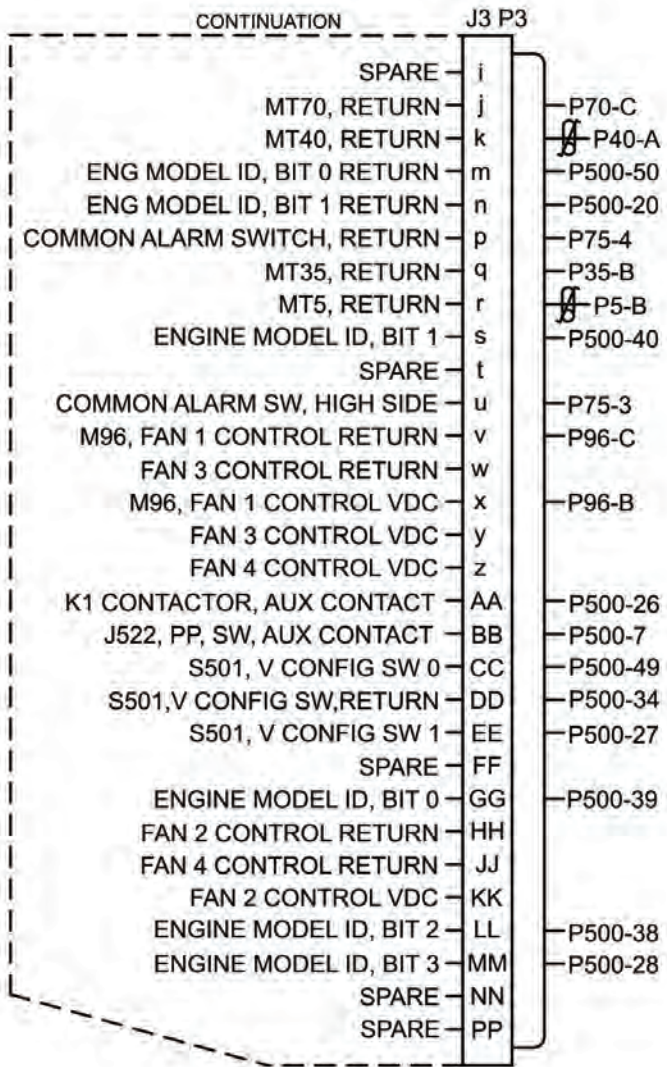 CONTINUATION J3 P3
SPARE i
MT70, RETURN j P70-C
MT40, RETURN k P40-A
ENG MODEL ID, BIT 0 RETURN m P500-50
ENG MODEL ID, BIT 1 RETURN n P500-20
COMMON ALARM SWITCH, RETURN p P75-4
MT35, RETURN q P35-B
MT5, RETURN r P5-B
ENGINE MODEL ID, BIT 1 s P500-40
SPARE t
COMMON ALARM SW, HIGH SIDE u P75-3
M96, FAN 1 CONTROL RETURN v P96-C
FAN 3 CONTROL RETURN w
M96, FAN 1 CONTROL VDC x P96-B
FAN 3 CONTROL VDC y
FAN 4 CONTROL VDC z
K1 CONTACTOR, AUX CONTACT AA P500-26
J522, PP, SW, AUX CONTACT BB P500-7
S501, V CONFIG SW 0 CC P500-49
S501,V CONFIG SW,RETURN DD P500-34
S501, V CONFIG SW 1 EE P500-27
SPARE FF
ENGINE MODEL ID, BIT 0 GG P500-39
FAN 2 CONTROL RETURN HH
FAN 4 CONTROL RETURN JJ
FAN 2 CONTROL VDC KK
ENGINE MODEL ID, BIT 2 LL P500-38
ENGINE MODEL ID, BIT 3 MM P500-28
SPARE NN
SPARE PP